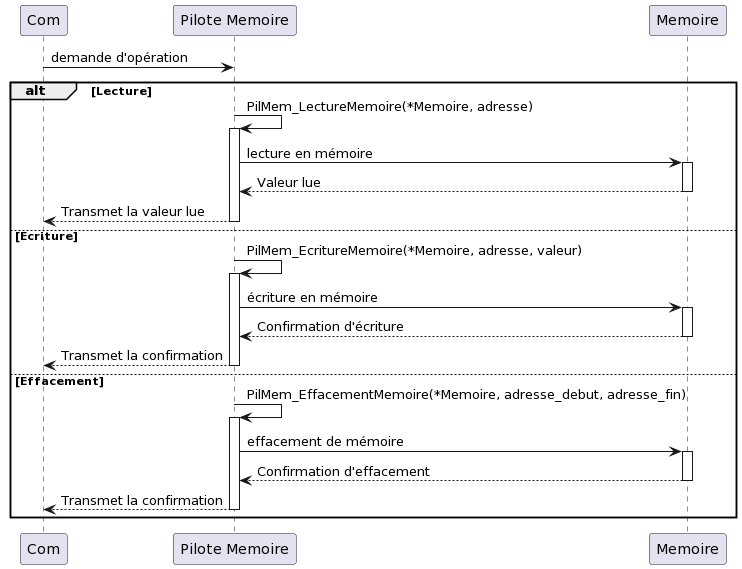 Com
Pilote Memoire
Memoire
demande d'opération
alt
[Lecture]
PilMem_LectureMemoire(*Memoire, adresse)
lecture en mémoire
Valeur lue
Transmet la valeur lue
[Ecriture]
PilMem_EcritureMemoire(*Memoire, adresse, valeur)
écriture en mémoire
Confirmation d'écriture
Transmet la confirmation
[Effacement]
PilMem_EffacementMemoire(*Memoire, adresse_debut, adresse_fin)
effacement de mémoire
Confirmation d'effacement
Transmet la confirmation
Com
Pilote Memoire
Memoire